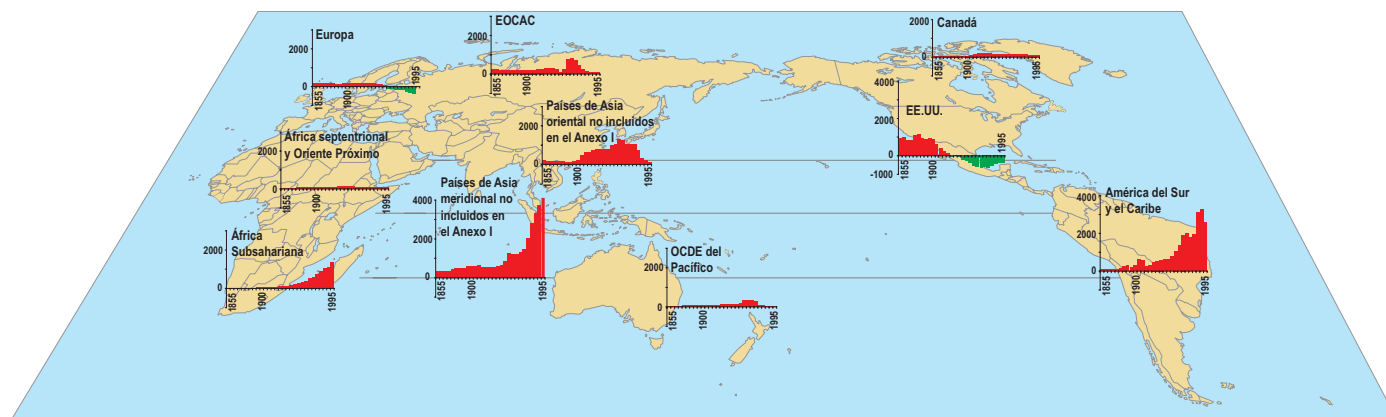 EOCAC
2000
0
1855
1900
1995
Canadá
2000
0
1855
1900
1995
Europa
2000
0
1855
1900
1995
EE.UU.
4000
2000
0
-1000
1855
1900
1995
Países de Asia
oriental no incluidos
en el Anexo I
2000
0
1855
1900
1995
África septentrional
y Oriente Próximo
2000
0
1855
1900
1995
Países de Asia
meridional no
incluidos en
el Anexo I
4000
2000
0
1855
1900
1995
América del Sur
y el Caribe
4000
2000
0
1855
1900
1995
África
Subsahariana
2000
0
1855
1900
1995
OCDE del
Pacífico
2000
0
1855
1900
1995